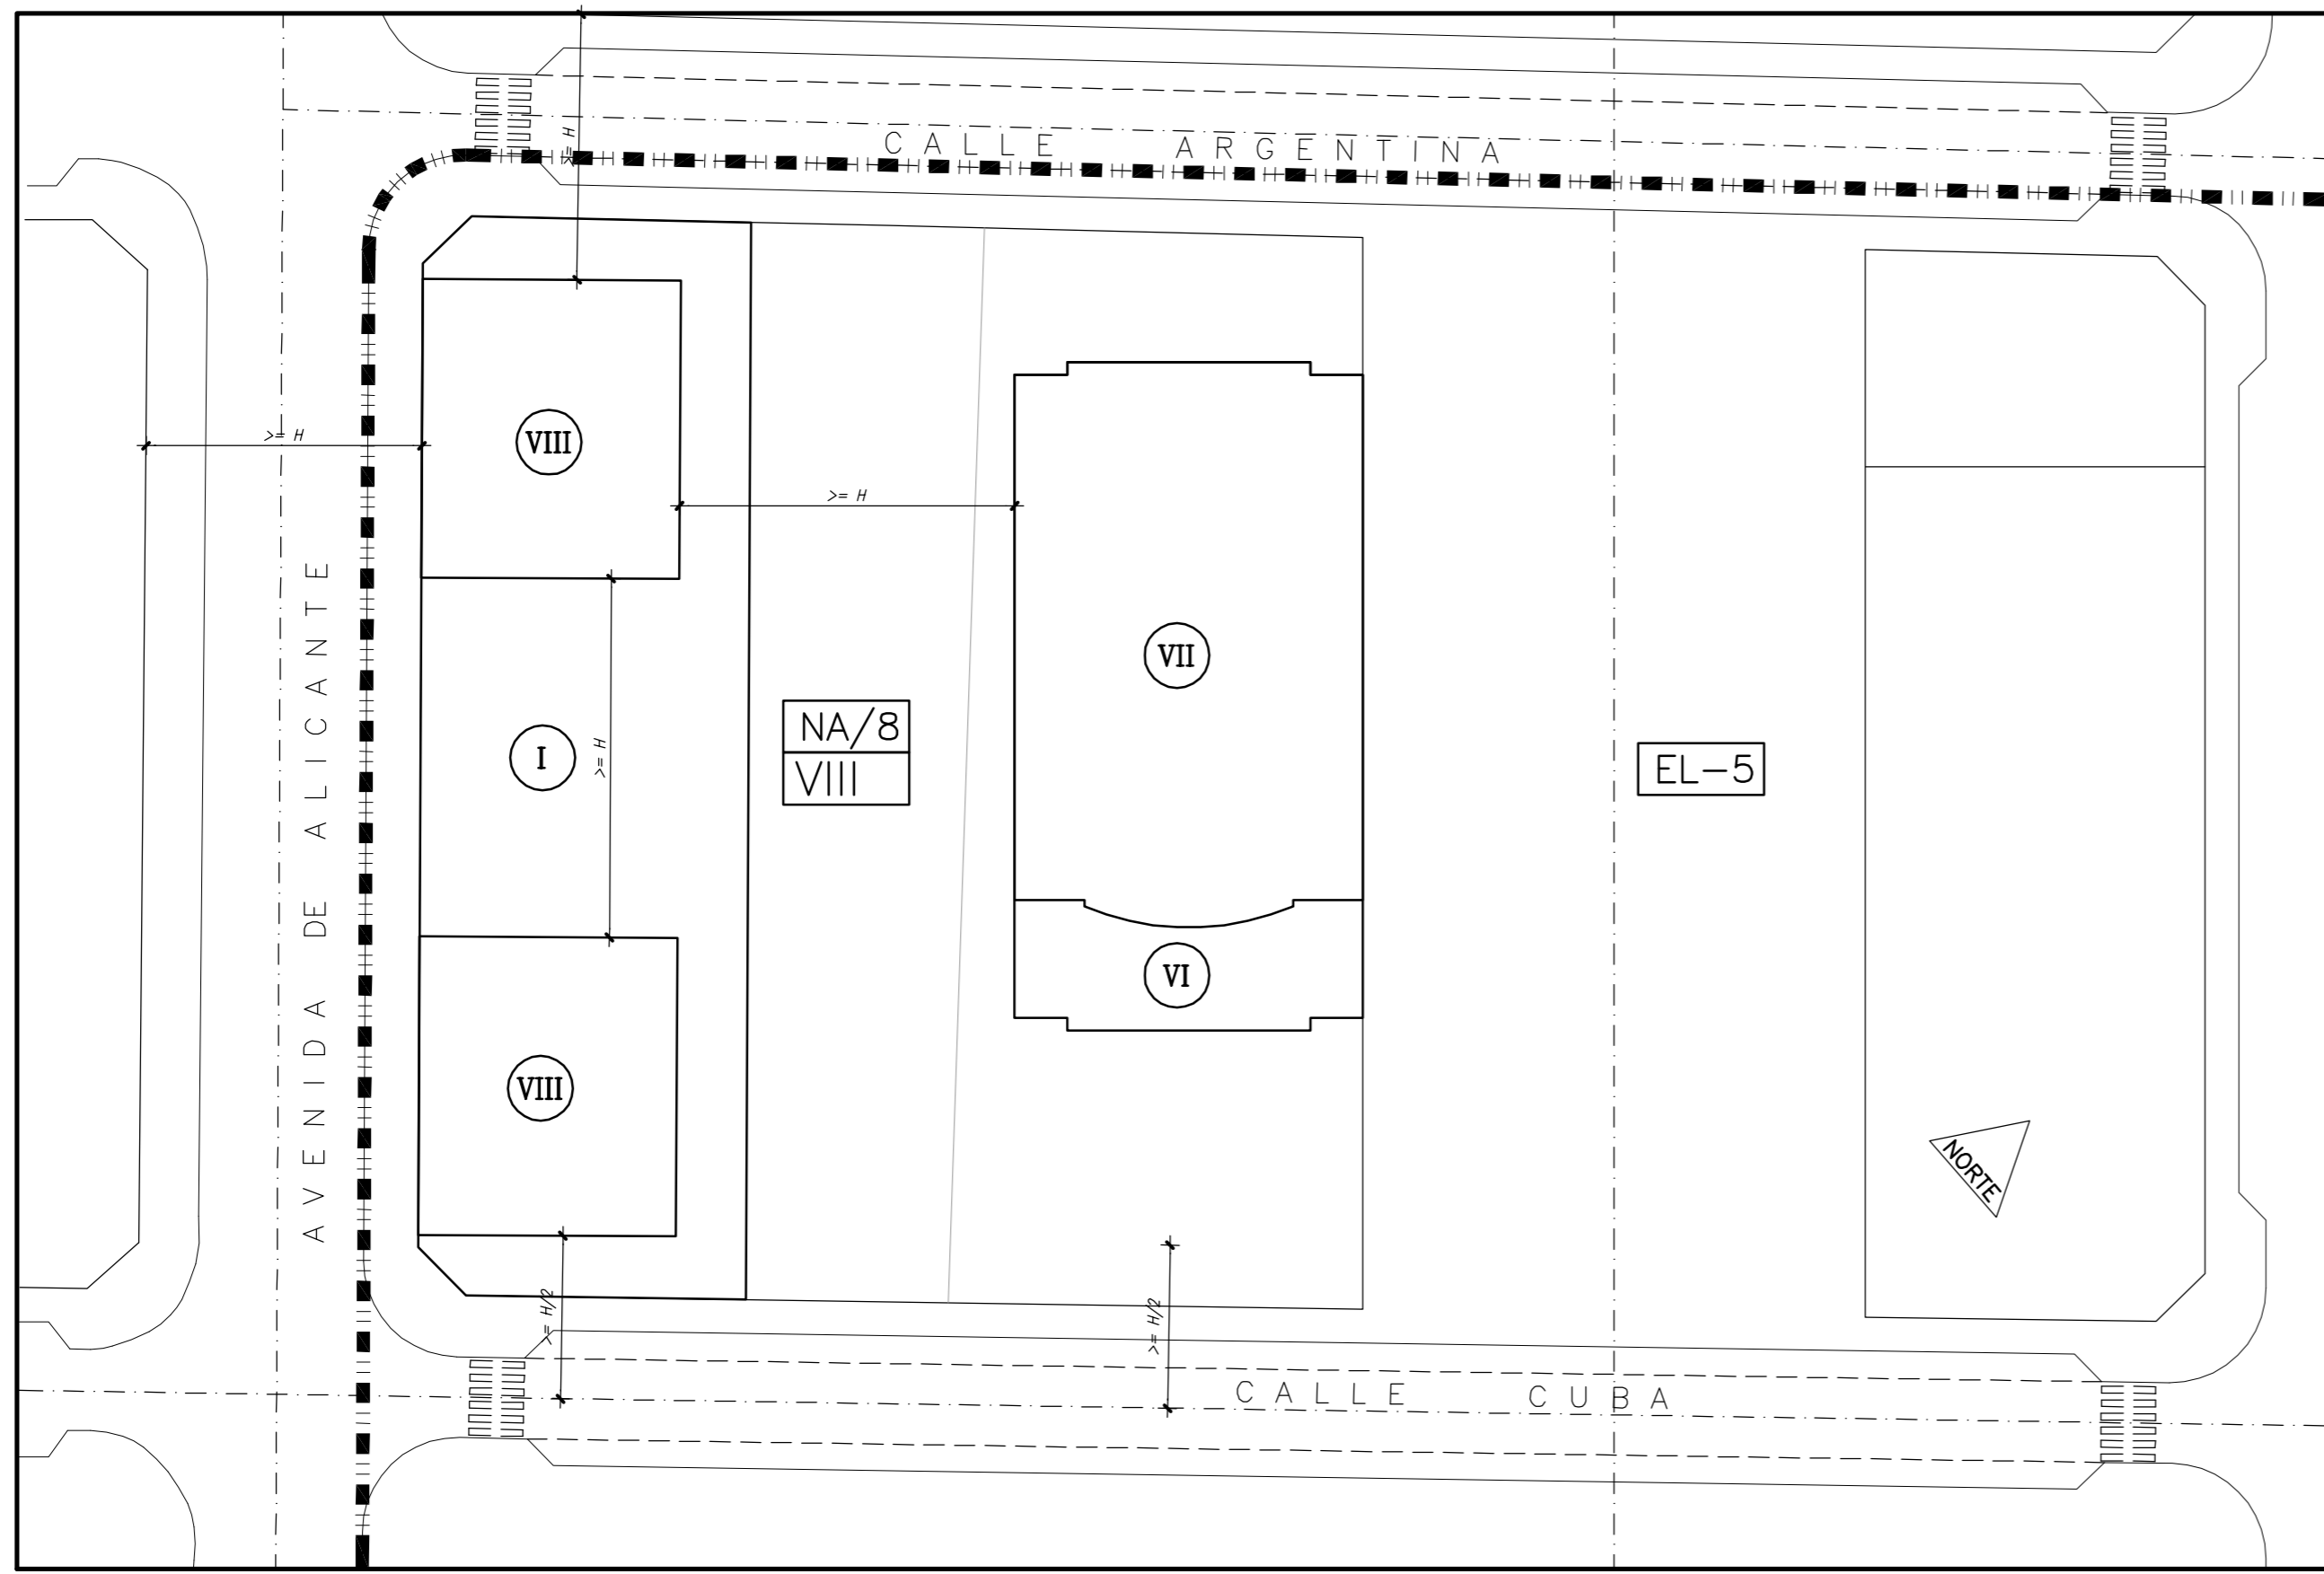 CALLE ARGENTINA
>= H
>= H
VIII
>= H
AVENIDA DE ALICANTE
VII
I
>= H
NA/8
VIII
EL-5
VI
VIII
NORTE
>= H/2
>= H/2
CALLE CUBA